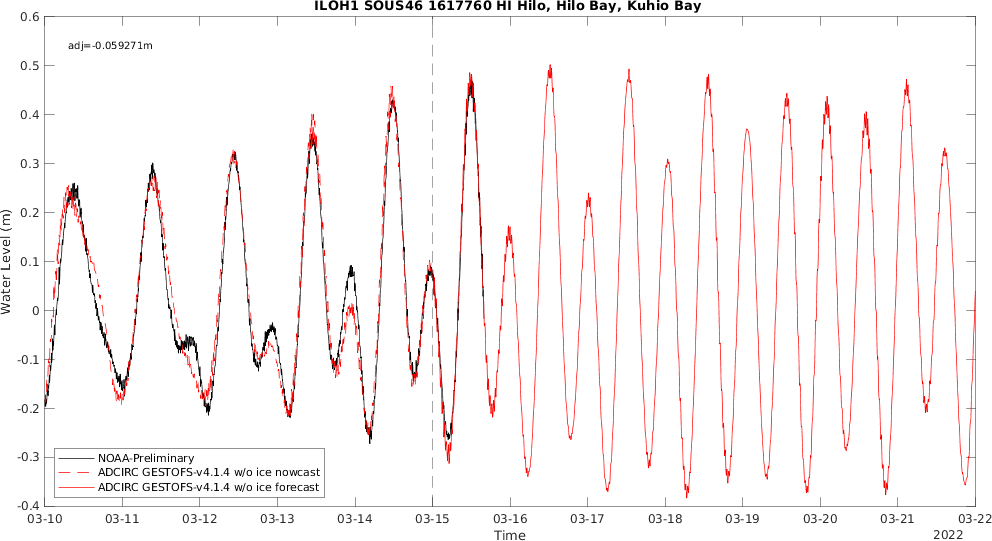 ILOH1 SOUS46 1617760 HI Hilo, Hilo Bay, Kuhio Bay
0.6
adj=-0.059271m
0.5
0.4
0.3
0.2
0.1
0
-0.1
-0.2
-0.3
-0.4
Water Level (m)
NOAA-Preliminary
ADCIRC GESTOFS-v4.1.4 w/o ice nowcast
ADCIRC GESTOFS-v4.1.4 w/o ice forecast
03-10 03-11 03-12 03-13 03-14 03-15 03-16 03-17 03-18 03-19 03-20 03-21 03-22
Time
2022